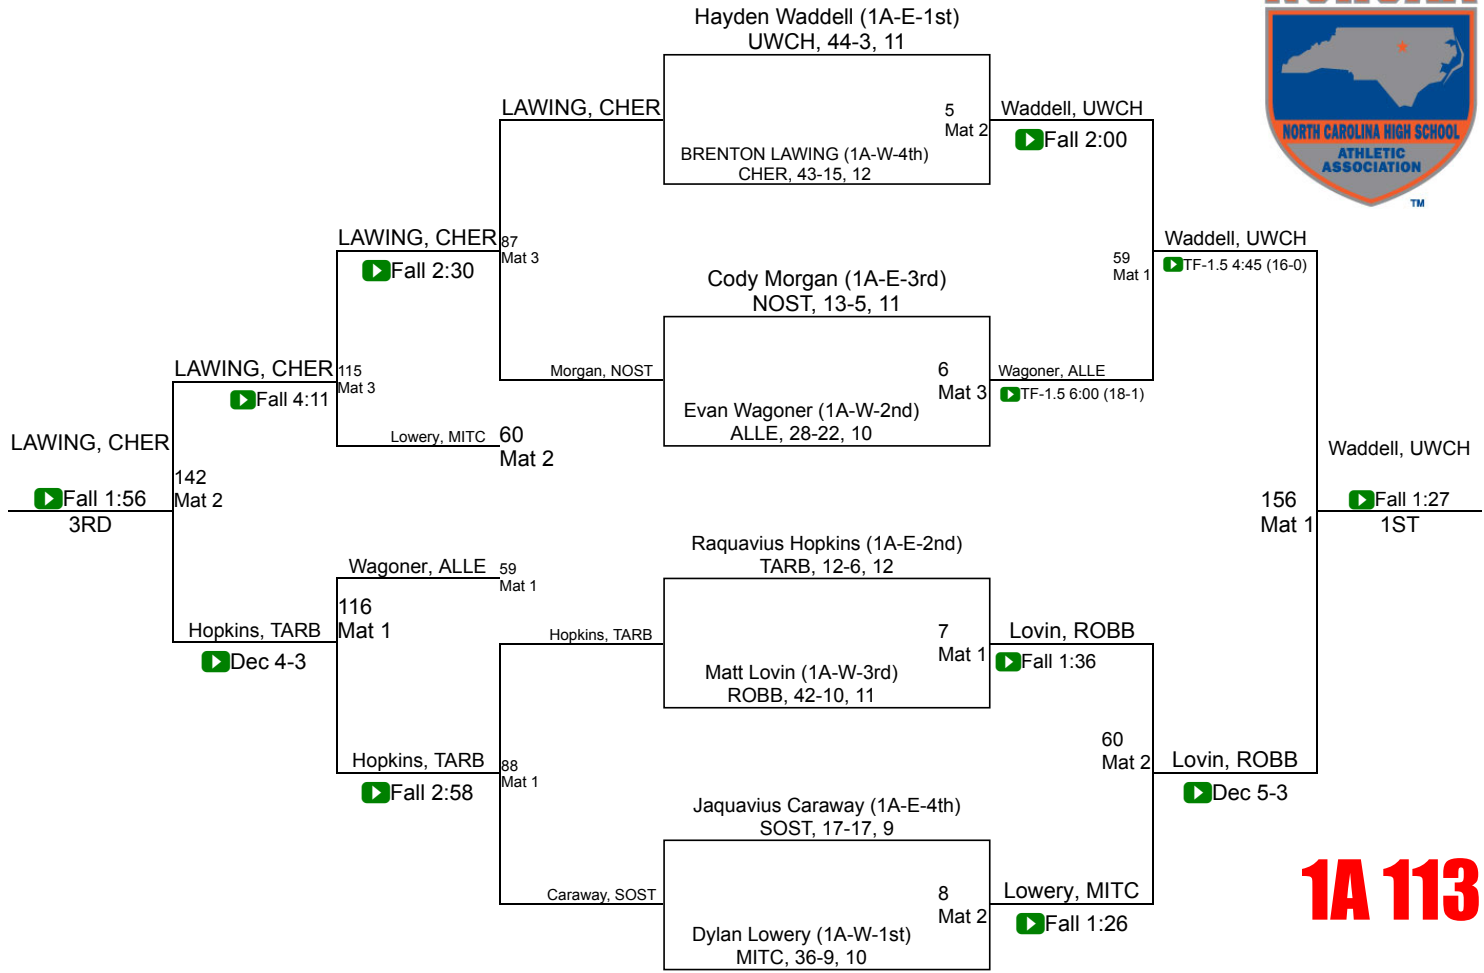 Hayden Waddell (1A-E-1st)
UWCH, 44-3, 11
LAWING, CHER
5
Mat 2
Waddell, UWCH
Fall 2:00
BRENTON LAWING (1A-W-4th)
CHER, 43-15, 12
NORTH CAROLINA HIGH SCHOOL
ATHLETIC
ASSOCIATION
TM
LAWING, CHER
87
Mat 3
Fall 2:30
Waddell, UWCH
59
Mat 1
TF-1.5 4:45 (16-0)
Cody Morgan (1A-E-3rd)
NOST, 13-5, 11
LAWING, CHER
115
Mat 3
Fall 4:11
Morgan, NOST
6
Mat 3
Wagoner, ALLE
TF-1.5 6:00 (18-1)
Evan Wagoner (1A-W-2nd)
ALLE, 28-22, 10
LAWING, CHER
Lowery, MITC
60
Mat 2
Waddell, UWCH
142
Mat 2
Fall 1:56
3RD
156
Mat 1
Fall 1:27
1ST
Raquavius Hopkins (1A-E-2nd)
TARB, 12-6, 12
Wagoner, ALLE
59
Mat 1
116
Mat 1
Hopkins, TARB
Dec 4-3
Hopkins, TARB
7
Mat 1
Lovin, ROBB
Fall 1:36
Matt Lovin (1A-W-3rd)
ROBB, 42-10, 11
Hopkins, TARB
88
Mat 1
Fall 2:58
60
Mat 2
Lovin, ROBB
Dec 5-3
Jaquavius Caraway (1A-E-4th)
SOST, 17-17, 9
Caraway, SOST
8
Mat 2
Lowery, MITC
Fall 1:26
Dylan Lowery (1A-W-1st)
MITC, 36-9, 10
1A 113